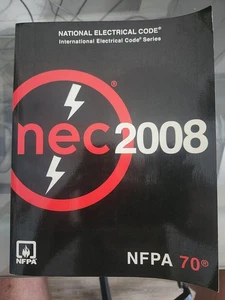 NATIONAL ELECTRICAL CODE®
International Electrical Code® Series
®
nec2008
NFPA
NFPA 70®